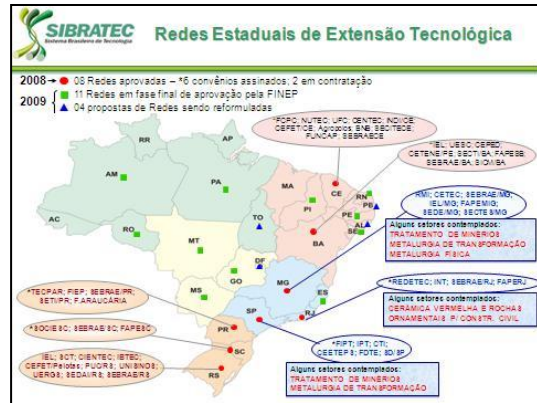 SIBRATEC
Sistema Brasileiro de Tecnologia
Redes Estaduais de Extensão Tecnológica
2008 → 08 Redes aprovadas – *6 convênios assinados; 2 em contratação
2009 11 Redes em fase final de aprovação pela FINEP
04 propostas de Redes sendo reformuladas
*FCPC; NUTEC; UFC; CENTEC; INDI/CE;
CEFET/CE; Agropolos; BNB; SECITECE;
FUNCAP; SEBRAE/CE
*IEL; UESC; CEPED;
CETENE/PE; SECTI/BA; FAPESB;
SEBRAE/BA; SICM/BA
RR
AP
AM
PA
MA
CE
RN
PB
PI
PE
AL
SE
AC
RO
TO
BA
MT
DF
GO
MG
ES
MS
SP
RJ
PR
SC
RS
RMI; CETEC; SEBRAE/MG;
IEL/MG; FAPEMIG;
SEDE/MG; SECTES/MG
Alguns setores contemplados:
TRATAMENTO DE MINÉRIOS
METALURGIA DE TRANSFORMAÇÃO
METALURGIA FÍSICA
*REDETEC; INT; SEBRAE/RJ; FAPERJ
Alguns setores contemplados:
CERÂMICA VERMELHA E ROCHAS
ORNAMENTAIS P/ CONSTR. CIVIL
*TECPAR; FIEP; SEBRAE/PR;
SETI/PR; F.ARAUCÁRIA
*SOCIESC; SEBRAE/SC; FAPESC
IEL; SCT; CIENTEC; IBTEC;
CEFET/Pelotas; PUC/RS; UNISINOS;
UERGS; SEDAI/RS; SEBRAE/RS
*FIPT; IPT; CTI;
CEETEPS; FDTE; SD/SP
Alguns setores contemplados:
TRATAMENTO DE MINÉRIOS
METALURGIA DE TRANSFORMAÇÃO